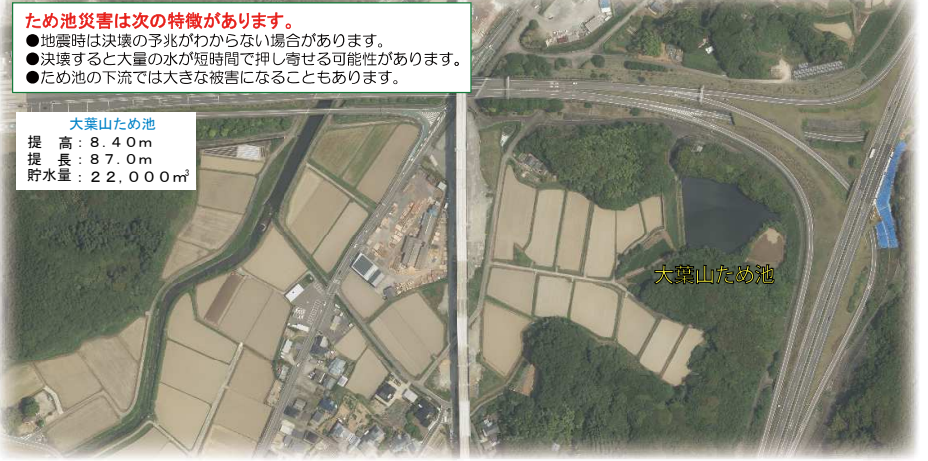 ため池災害は次の特徴があります。
●地震時は決壊の予兆がわからない場合があります。
●決壊すると大量の水が短時間で押し寄せる可能性があります。
●ため池の下流では大きな被害になることもあります。
大葉山ため池
提　高：８.４０ｍ
提　長：８７.０ｍ
貯水量：２２,０００㎥
大葉山ため池